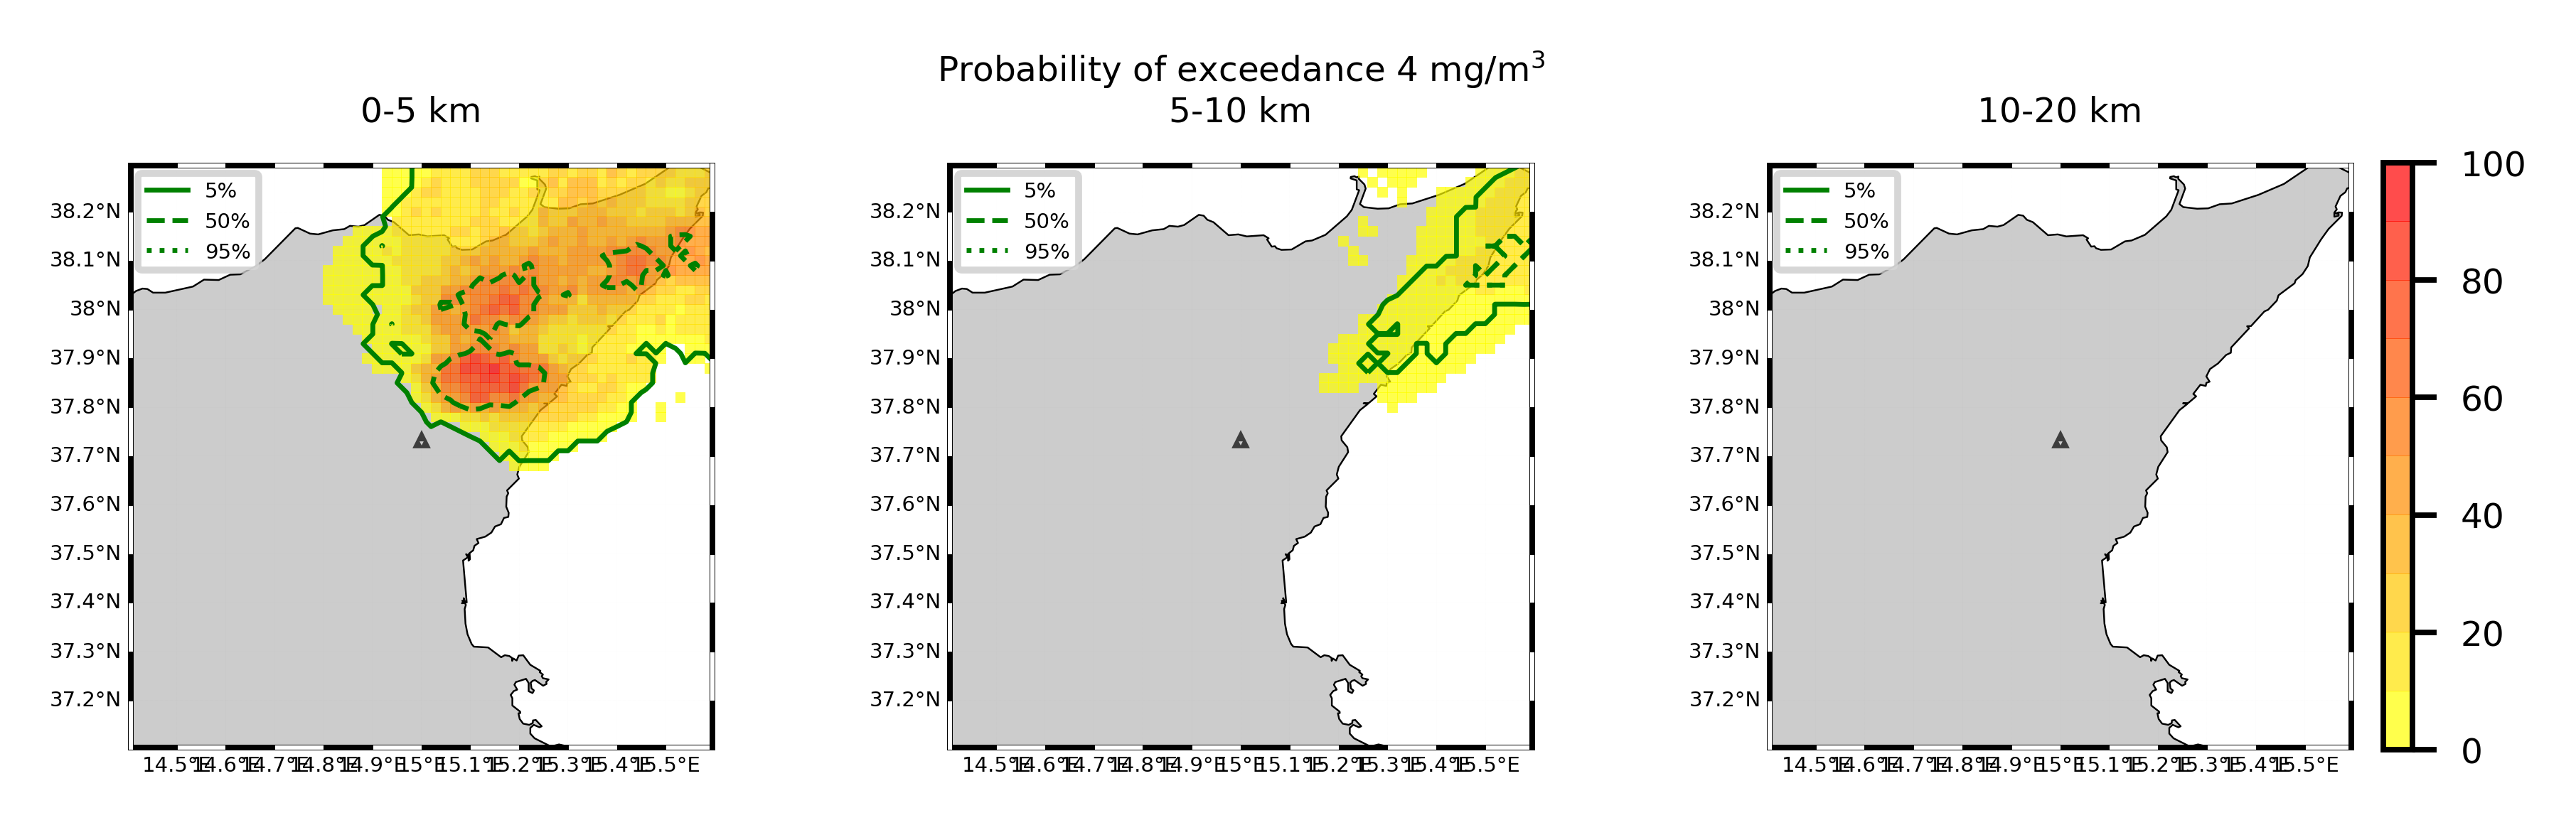 Probability of exceedance 4 mg/m³
0-5 km
5%
50%
95%
38.2°N
38.1°N
38°N
37.9°N
37.8°N
37.7°N
37.6°N
37.5°N
37.4°N
37.3°N
37.2°N
14.5°E 14.6°E 14.7°E 14.8°E 14.9°E 15°E 15.1°E 15.2°E 15.3°E 15.4°E 15.5°E
5-10 km
5%
50%
95%
38.2°N
38.1°N
38°N
37.9°N
37.8°N
37.7°N
37.6°N
37.5°N
37.4°N
37.3°N
37.2°N
14.5°E 14.6°E 14.7°E 14.8°E 14.9°E 15°E 15.1°E 15.2°E 15.3°E 15.4°E 15.5°E
10-20 km
5%
50%
95%
38.2°N
38.1°N
38°N
37.9°N
37.8°N
37.7°N
37.6°N
37.5°N
37.4°N
37.3°N
37.2°N
14.5°E 14.6°E 14.7°E 14.8°E 14.9°E 15°E 15.1°E 15.2°E 15.3°E 15.4°E 15.5°E
100
80
60
40
20
0